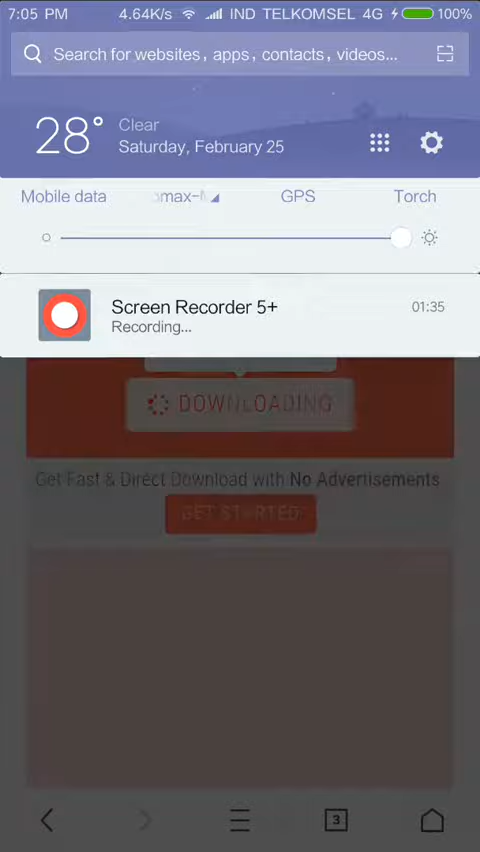 7:05 PM 4.64K/s IND TELKOMSEL 4G 100%
Search for websites, apps, contacts, videos...
28°
Clear
Saturday, February 25
Mobile data GPS Torch
Screen Recorder 5+
01:35
Recording...
DOWNLOADING
Get Fast & Direct Download with No Advertisements
GET STARTED
3